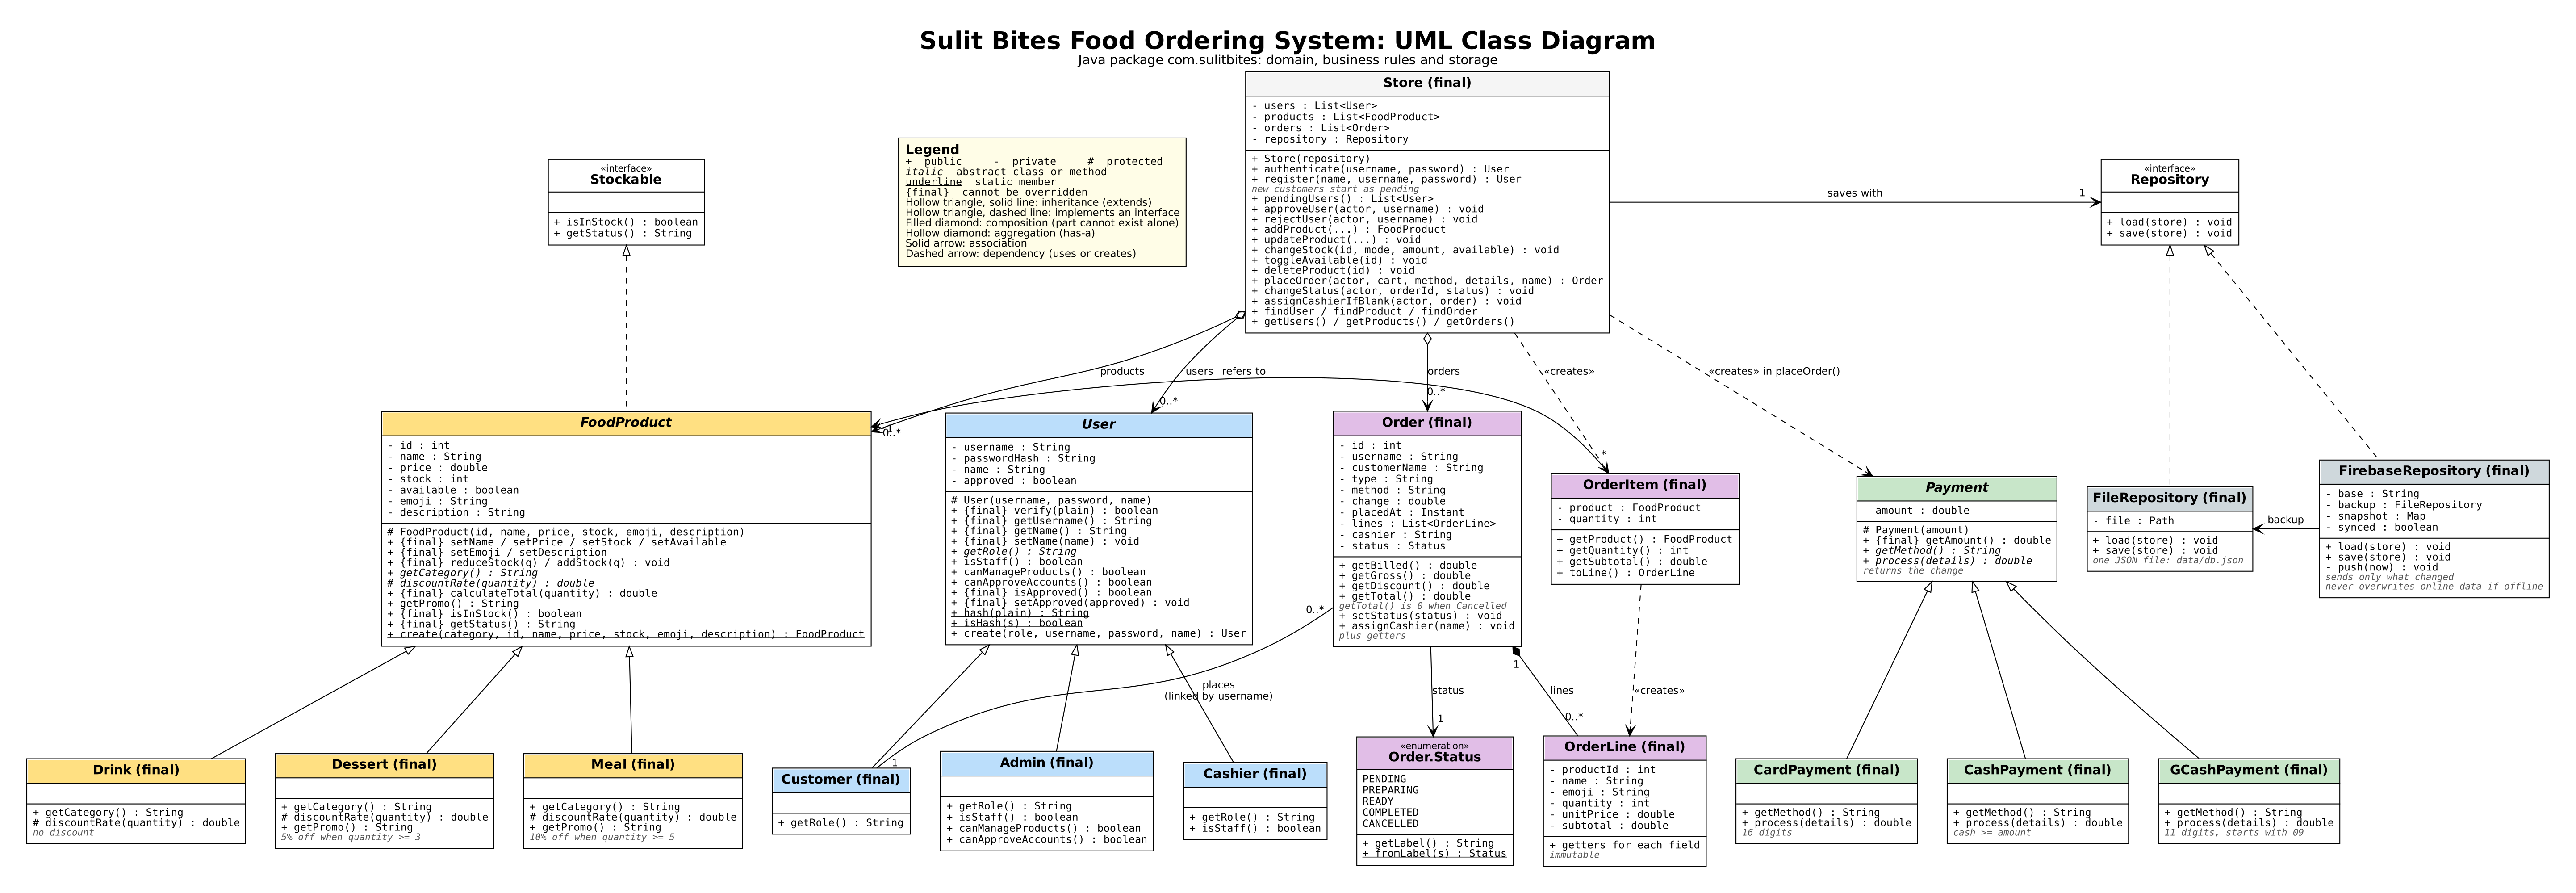 Sulit Bites Food Ordering System: UML Class Diagram
Java package com.sulitbites: domain, business rules and storage
Store (final)
- users : List<User>
- products : List<FoodProduct>
- orders : List<Order>
- repository : Repository
+ Store(repository)
+ authenticate(username, password) : User
+ register(name, username, password) : User
new customers start as pending
+ pendingUsers() : List<User>
+ approveUser(actor, username) : void
+ rejectUser(actor, username) : void
+ addProduct(...) : FoodProduct
+ updateProduct(...) : void
+ changeStock(id, mode, amount, available) : void
+ toggleAvailable(id) : void
+ deleteProduct(id) : void
+ placeOrder(actor, cart, method, details, name) : Order
+ changeStatus(actor, orderId, status) : void
+ assignCashierIfBlank(actor, order) : void
+ findUser / findProduct / findOrder
+ getUsers() / getProducts() / getOrders()
Legend
+ public - private # protected
italic abstract class or method
underline static member
{final} cannot be overridden
Hollow triangle, solid line: inheritance (extends)
Hollow triangle, dashed line: implements an interface
Filled diamond: composition (part cannot exist alone)
Hollow diamond: aggregation (has-a)
Solid arrow: association
Dashed arrow: dependency (uses or creates)
«interface»
Stockable
+ isInStock() : boolean
+ getStatus() : String
saves with
1
«interface»
Repository
+ load(store) : void
+ save(store) : void
products
users
refers to
orders
«creates»
«creates» in placeOrder()
0..*
0..*
1
0..*
*
FoodProduct
- id : int
- name : String
- price : double
- stock : int
- available : boolean
- emoji : String
- description : String
# FoodProduct(id, name, price, stock, emoji, description)
+ {final} setName / setPrice / setStock / setAvailable
+ {final} setEmoji / setDescription
+ {final} reduceStock(q) / addStock(q) : void
+ getCategory() : String
# discountRate(quantity) : double
+ {final} calculateTotal(quantity) : double
+ getPromo() : String
+ {final} isInStock() : boolean
+ {final} getStatus() : String
+ create(category, id, name, price, stock, emoji, description) : FoodProduct
User
- username : String
- passwordHash : String
- name : String
- approved : boolean
# User(username, password, name)
+ {final} verify(plain) : boolean
+ {final} getUsername() : String
+ {final} getName() : String
+ {final} setName(name) : void
+ getRole() : String
+ isStaff() : boolean
+ canManageProducts() : boolean
+ canApproveAccounts() : boolean
+ {final} isApproved() : boolean
+ {final} setApproved(approved) : void
+ hash(plain) : String
+ isHash(s) : boolean
+ create(role, username, password, name) : User
Order (final)
- id : int
- username : String
- customerName : String
- type : String
- method : String
- change : double
- placedAt : Instant
- lines : List<OrderLine>
- cashier : String
- status : Status
+ getBilled() : double
+ getGross() : double
+ getDiscount() : double
+ getTotal() : double
getTotal() is 0 when Cancelled
+ setStatus(status) : void
+ assignCashier(name) : void
plus getters
OrderItem (final)
- product : FoodProduct
- quantity : int
+ getProduct() : FoodProduct
+ getQuantity() : int
+ getSubtotal() : double
+ toLine() : OrderLine
Payment
- amount : double
# Payment(amount)
+ {final} getAmount() : double
+ getMethod() : String
+ process(details) : double
returns the change
FileRepository (final)
- file : Path
+ load(store) : void
+ save(store) : void
one JSON file: data/db.json
backup
FirebaseRepository (final)
- base : String
- backup : FileRepository
- snapshot : Map
- synced : boolean
+ load(store) : void
+ save(store) : void
- push(now) : void
sends only what changed
never overwrites online data if offline
0..*
places
(linked by username)
1
status
1
1
lines
0..*
«creates»
Drink (final)
+ getCategory() : String
# discountRate(quantity) : double
no discount
Dessert (final)
+ getCategory() : String
# discountRate(quantity) : double
+ getPromo() : String
5% off when quantity >= 3
Meal (final)
+ getCategory() : String
# discountRate(quantity) : double
+ getPromo() : String
10% off when quantity >= 5
Customer (final)
+ getRole() : String
Admin (final)
+ getRole() : String
+ isStaff() : boolean
+ canManageProducts() : boolean
+ canApproveAccounts() : boolean
Cashier (final)
+ getRole() : String
+ isStaff() : boolean
«enumeration»
Order.Status
PENDING
PREPARING
READY
COMPLETED
CANCELLED
+ getLabel() : String
+ fromLabel(s) : Status
OrderLine (final)
- productId : int
- name : String
- emoji : String
- quantity : int
- unitPrice : double
- subtotal : double
+ getters for each field
immutable
CardPayment (final)
+ getMethod() : String
+ process(details) : double
16 digits
CashPayment (final)
+ getMethod() : String
+ process(details) : double
cash >= amount
GCashPayment (final)
+ getMethod() : String
+ process(details) : double
11 digits, starts with 09